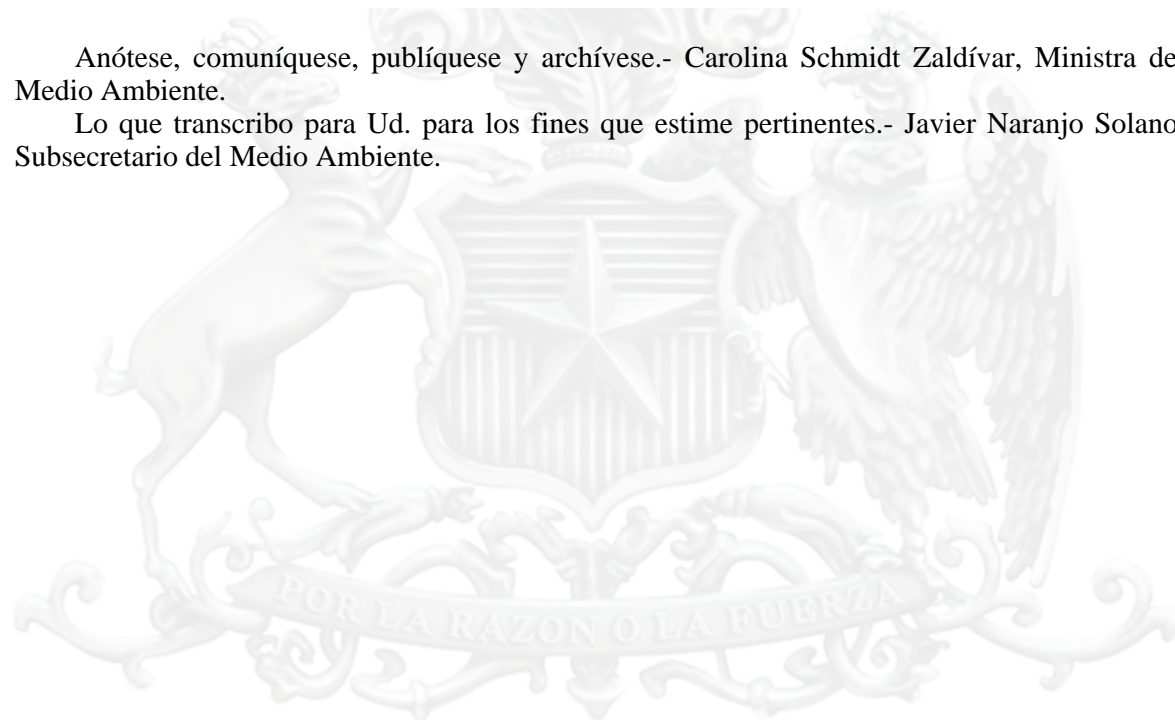 Anótese, comuníquese, publíquese y archívese.- Carolina Schmidt Zaldívar, Ministra de
Medio Ambiente.
Lo que transcribo para Ud. para los fines que estime pertinentes.- Javier Naranjo Solano
Subsecretario del Medio Ambiente.
POR LA RAZON O LA FUERZA